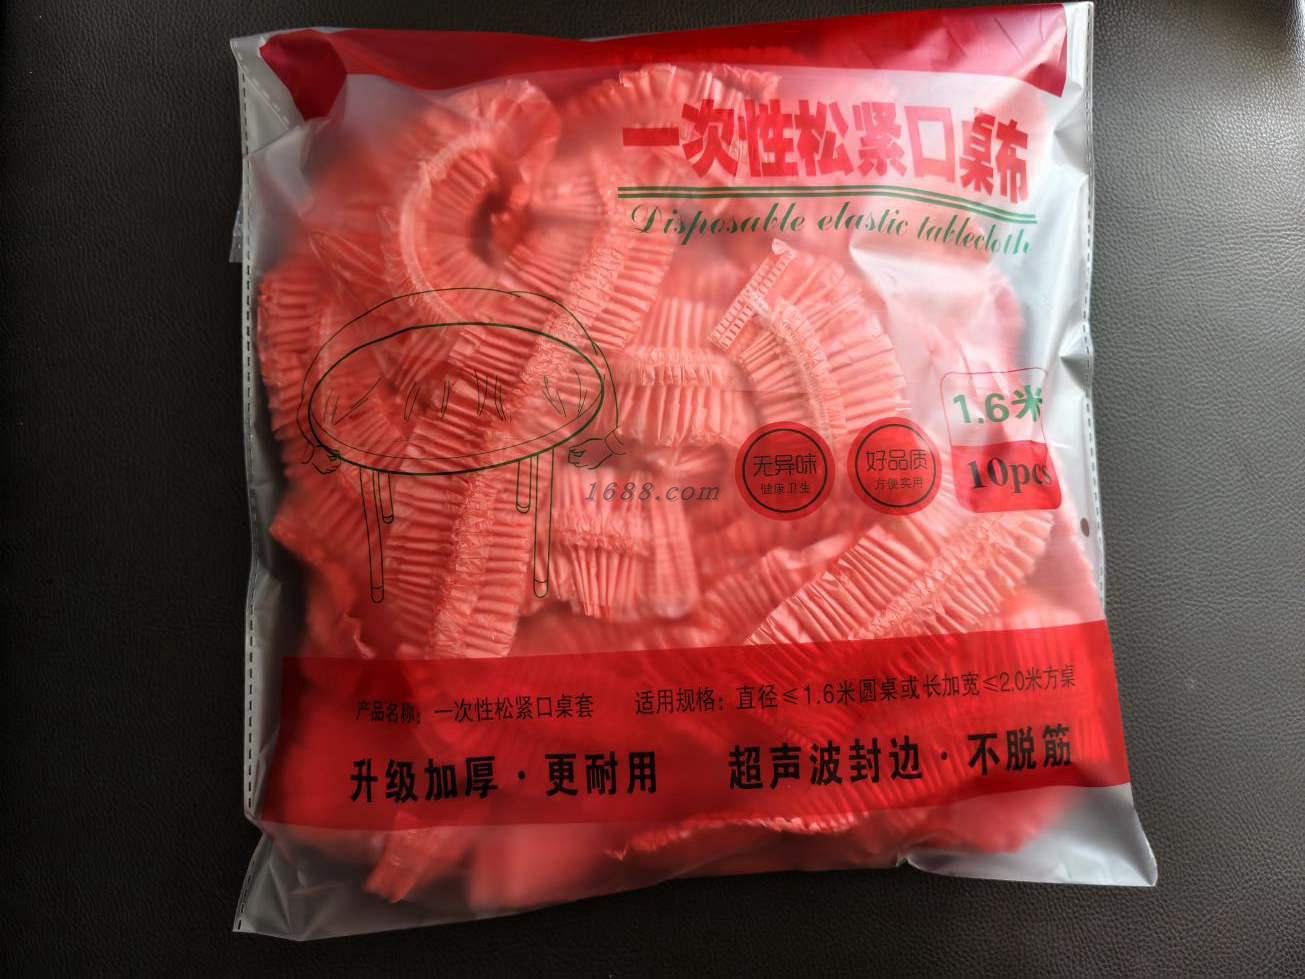 一次性松紧口桌布
Disposable elastic tablecloth
1.6米
10pcs
无异味
健康卫生
好品质
方便实用
1688.com
产品名称：一次性松紧口桌套 适用规格：直径≤1.6米圆桌或长加宽≤2.0米方桌
升级加厚·更耐用 超声波封边·不脱筋